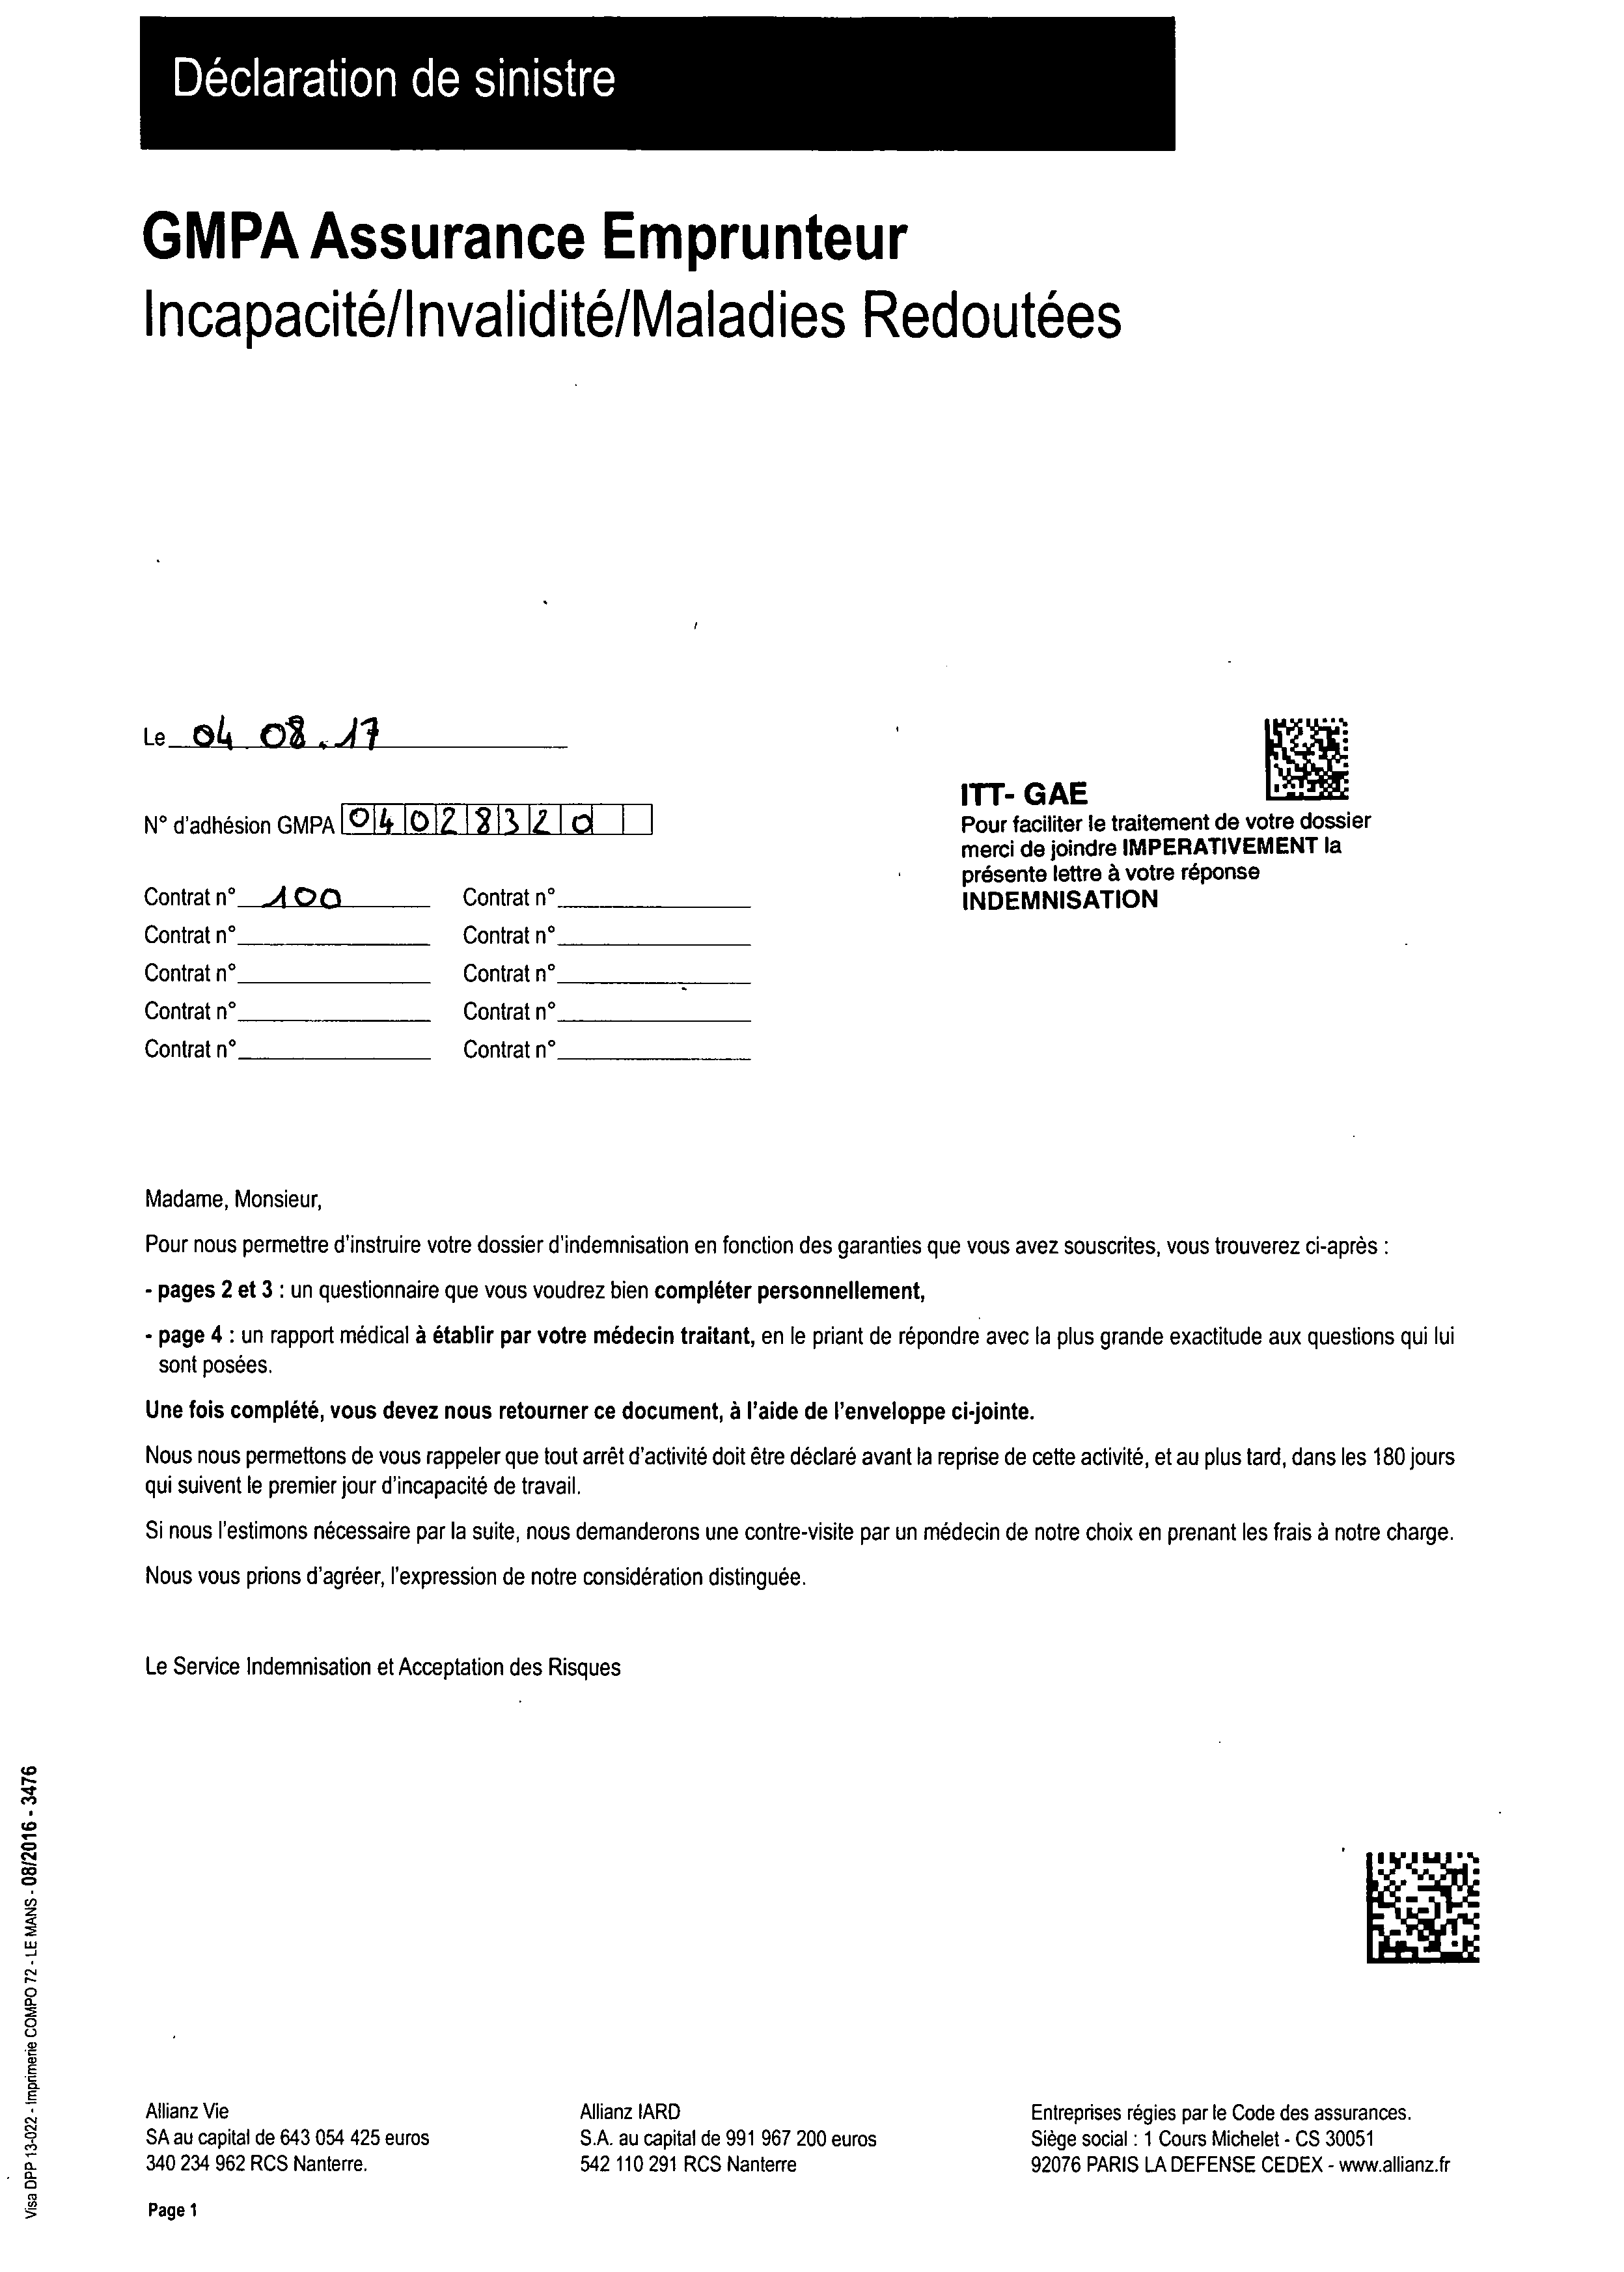 Déclaration de sinistre
GMPA Assurance Emprunteur
Incapacité/Invalidité/Maladies Redoutées
Le 04 08.17
N° d'adhésion GMPA 04028320
Contrat n° 100 Contrat n°
Contrat n° Contrat n°
Contrat n° Contrat n°
Contrat n° Contrat n°
Contrat n° Contrat n°
ITT- GAE
Pour faciliter le traitement de votre dossier
merci de joindre IMPERATIVEMENT la
présente lettre à votre réponse
INDEMNISATION
Madame, Monsieur,
Pour nous permettre d'instruire votre dossier d'indemnisation en fonction des garanties que vous avez souscrites, vous trouverez ci-après :
- pages 2 et 3 : un questionnaire que vous voudrez bien compléter personnellement,
- page 4 : un rapport médical à établir par votre médecin traitant, en le priant de répondre avec la plus grande exactitude aux questions qui lui
sont posées.
Une fois complété, vous devez nous retourner ce document, à l'aide de l'enveloppe ci-jointe.
Nous nous permettons de vous rappeler que tout arrêt d'activité doit être déclaré avant la reprise de cette activité, et au plus tard, dans les 180 jours
qui suivent le premier jour d'incapacité de travail.
Si nous l'estimons nécessaire par la suite, nous demanderons une contre-visite par un médecin de notre choix en prenant les frais à notre charge.
Nous vous prions d'agréer, l'expression de notre considération distinguée.
Le Service Indemnisation et Acceptation des Risques
Visa DPP 13-022 - Imprimerie COMPO 72 - LE MANS - 08/2016 - 3476
Allianz Vie
SA au capital de 643 054 425 euros
340 234 962 RCS Nanterre.
Allianz IARD
S.A. au capital de 991 967 200 euros
542 110 291 RCS Nanterre
Entreprises régies par le Code des assurances.
Siège social : 1 Cours Michelet - CS 30051
92076 PARIS LA DEFENSE CEDEX - www.allianz.fr
Page 1